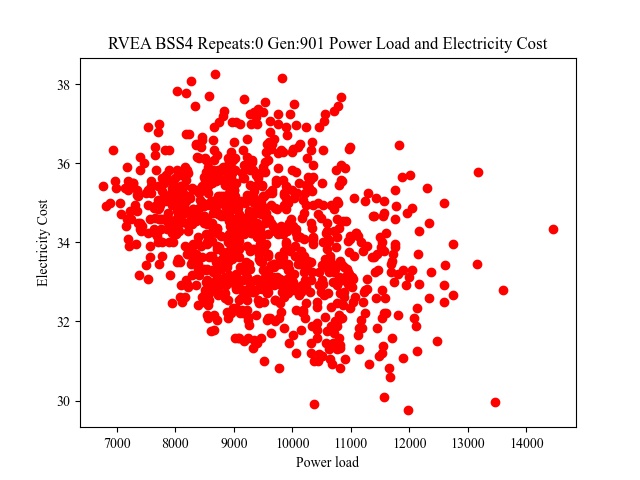 RVEA BSS4 Repeats:0 Gen:901 Power Load and Electricity Cost
38
36
34
32
30
Electricity Cost
7000 8000 9000 10000 11000 12000 13000 14000
Power load